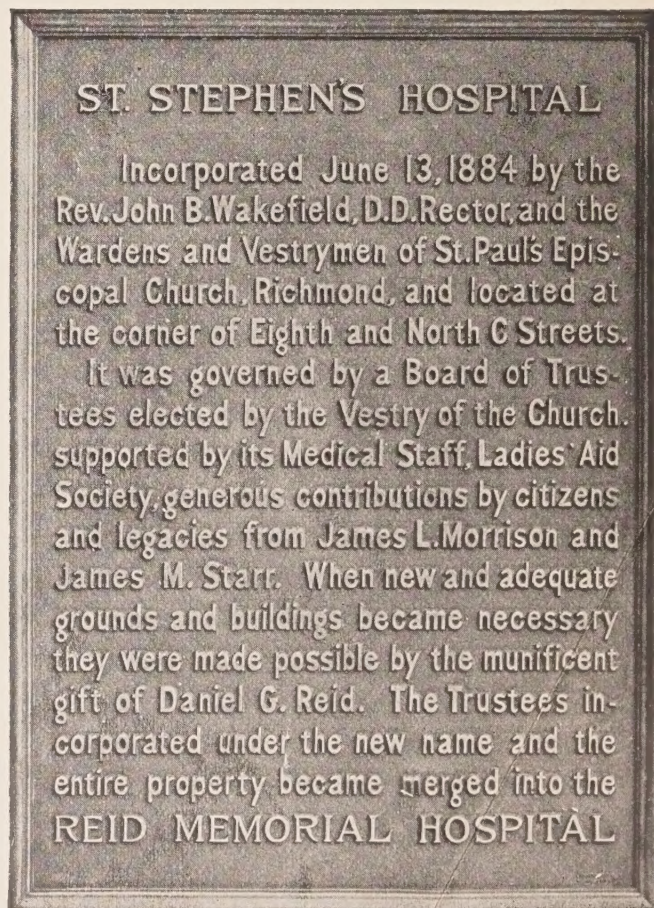 ST. STEPHEN'S HOSPITAL
Incorporated June 13, 1884 by the
Rev. John B. Wakefield, D.D. Rector, and the
Wardens and Vestrymen of St. Paul's Epis-
copal Church, Richmond, and located at
the corner of Eighth and North C Streets.
It was governed by a Board of Trus-
tees elected by the Vestry of the Church.
supported by its Medical Staff, Ladies' Aid
Society, generous contributions by citizens
and legacies from James L. Morrison and
James M. Starr. When new and adequate
grounds and buildings became necessary
they were made possible by the munificent
gift of Daniel G. Reid. The Trustees in-
corporated under the new name and the
entire property became merged into the
REID MEMORIAL HOSPITAL